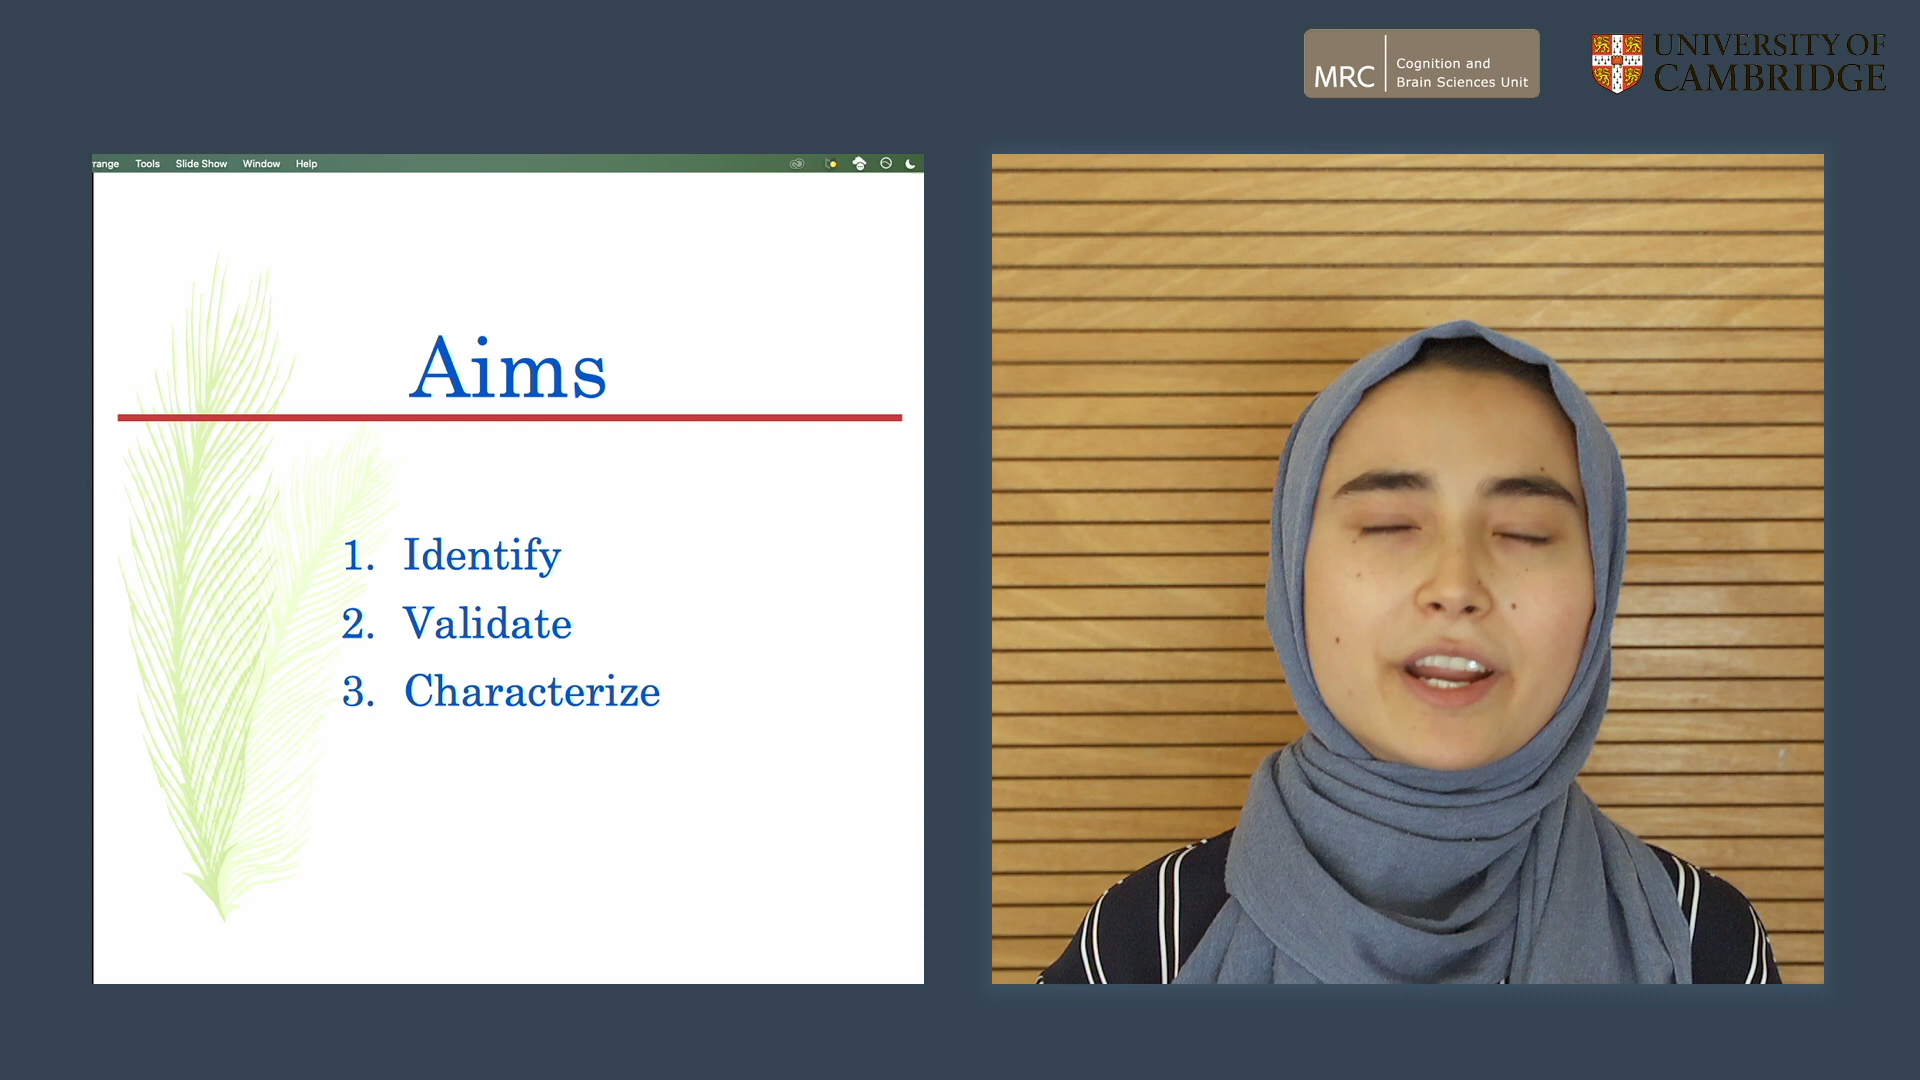 MRC
Cognition and
Brain Sciences Unit
UNIVERSITY OF
CAMBRIDGE
range Tools Slide Show Window Help
Aims
1. Identify
2. Validate
3. Characterize